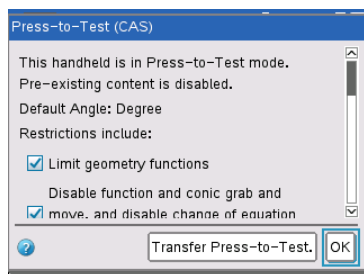 Press-to-Test (CAS)
This handheld is in Press-to-Test mode.
Pre-existing content is disabled.
Default Angle: Degree
Restrictions include:
Limit geometry functions
Disable function and conic grab and
move, and disable change of equation
Transfer Press-to-Test.
OK